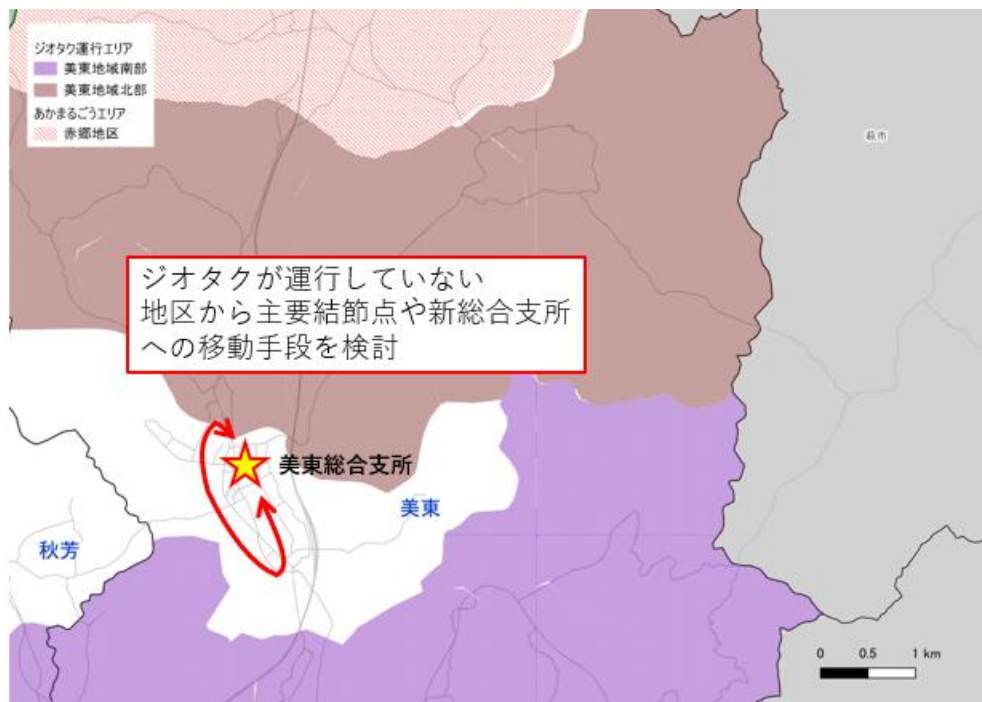 ジオタク運行エリア
美東地域南部
美東地域北部
あかまるごうエリア
赤郷地区
萩市
ジオタクが運行していない
地区から主要結節点や新総合支所
への移動手段を検討
美東総合支所
美東
秋芳
0 0.5 1 km